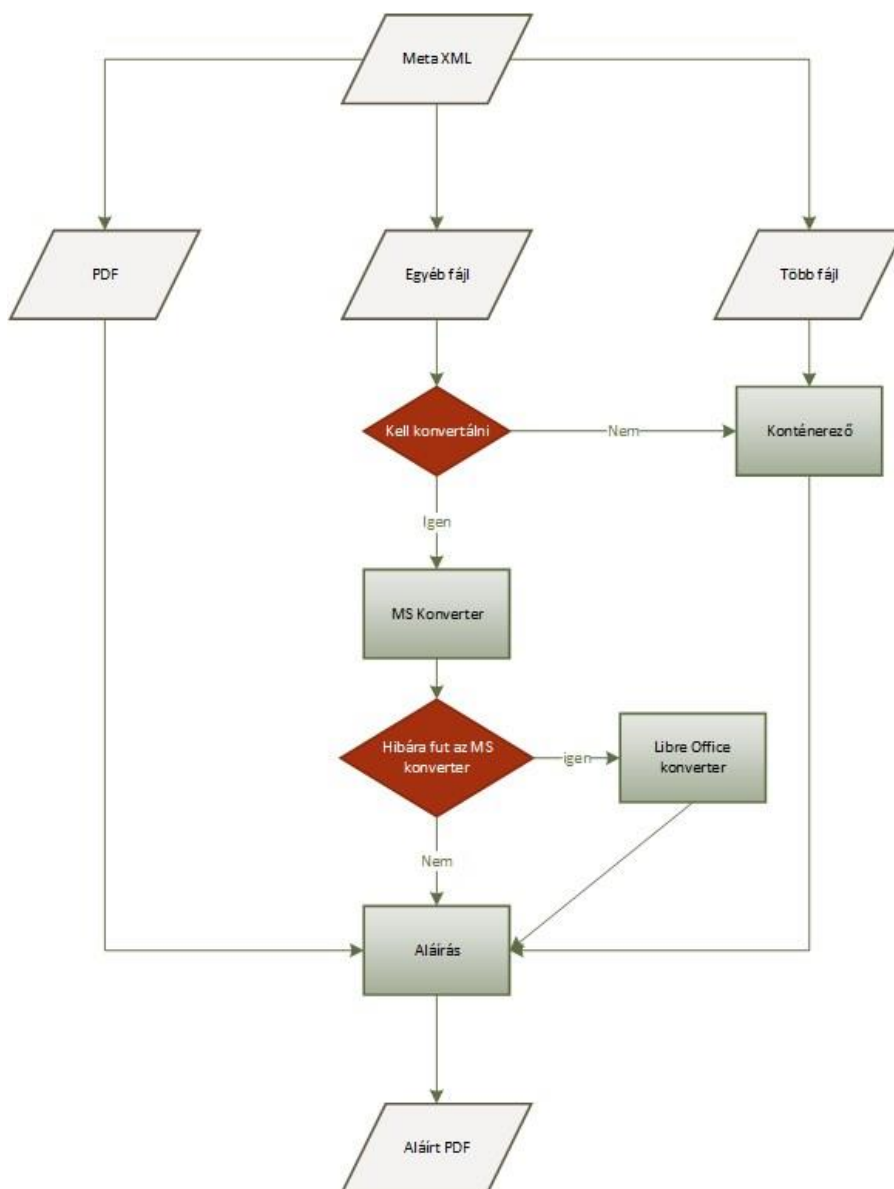 Meta XML
PDF
Egyéb fájl
Több fájl
Kell konvertálni
Nem
Konténerező
Igen
MS Konverter
Hibára fut az MS
konverter
igen
Libre Office
konverter
Nem
Aláírás
Aláírt PDF